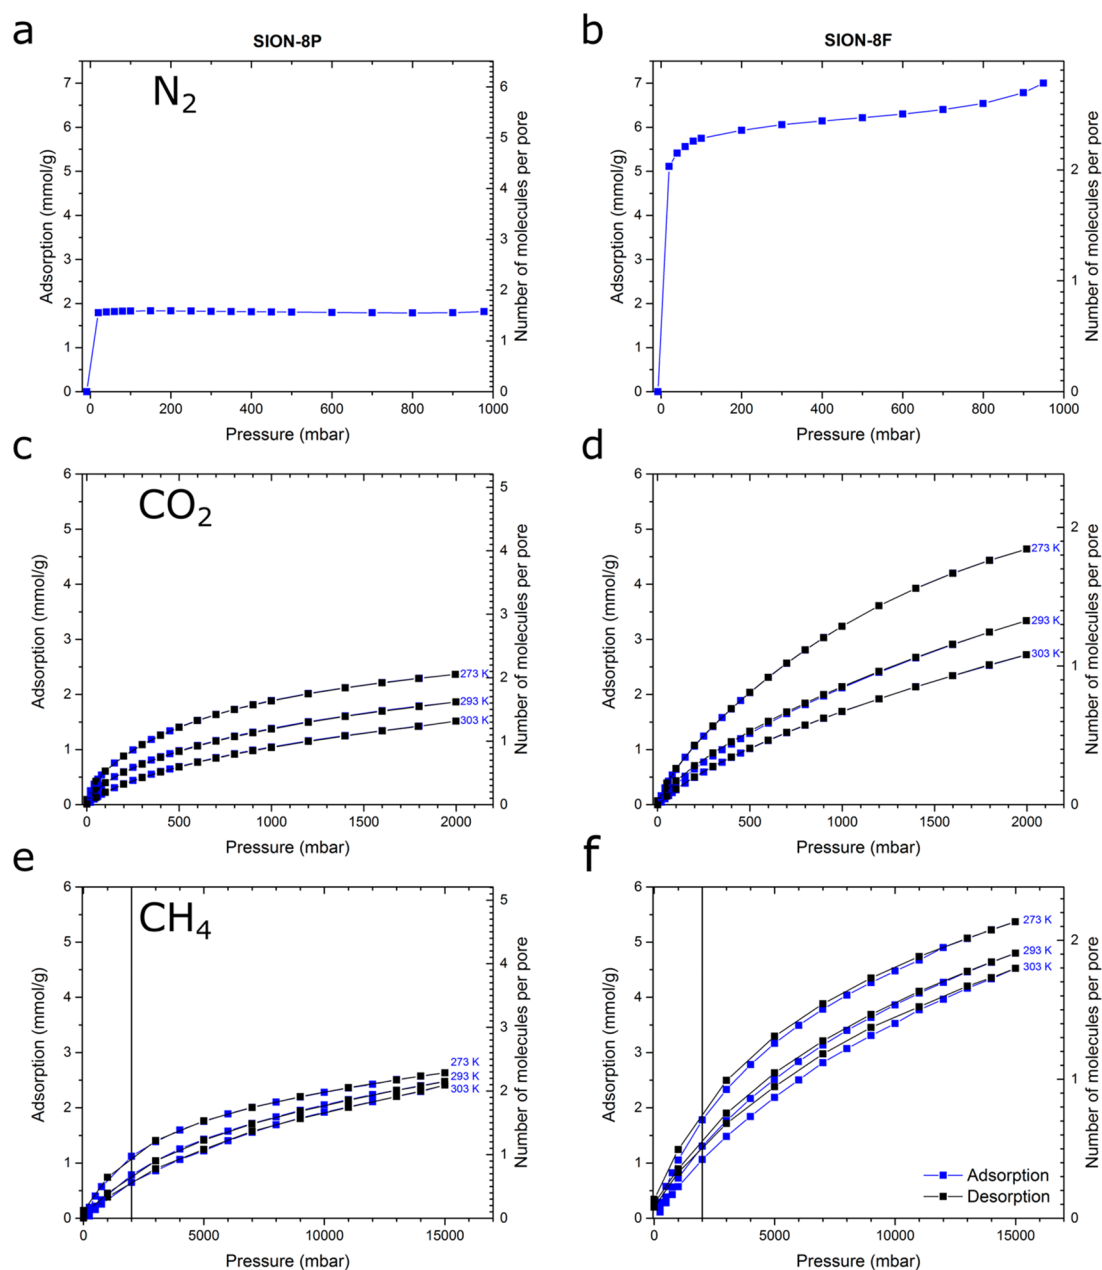 a
SION-8P
N2
7
6
5
4
3
2
1
0
Adsorption (mmol/g)
6
5
4
3
2
1
0
Number of molecules per pore
0 200 400 600 800 1000
Pressure (mbar)
b
SION-8F
7
6
5
4
3
2
1
0
Adsorption (mmol/g)
2
1
0
Number of molecules per pore
0 200 400 600 800 1000
Pressure (mbar)
c
CO2
6
5
4
3
2
1
0
Adsorption (mmol/g)
273 K
293 K
303 K
5
4
3
2
1
0
Number of molecules per pore
0 500 1000 1500 2000
Pressure (mbar)
d
6
5
4
3
2
1
0
Adsorption (mmol/g)
273 K
293 K
303 K
2
1
0
Number of molecules per pore
0 500 1000 1500 2000
Pressure (mbar)
e
CH4
6
5
4
3
2
1
0
Adsorption (mmol/g)
273 K
293 K
303 K
5
4
3
2
1
0
Number of molecules per pore
0 5000 10000 15000
Pressure (mbar)
f
6
5
4
3
2
1
0
Adsorption (mmol/g)
273 K
293 K
303 K
2
1
0
Number of molecules per pore
Adsorption
Desorption
0 5000 10000 15000
Pressure (mbar)